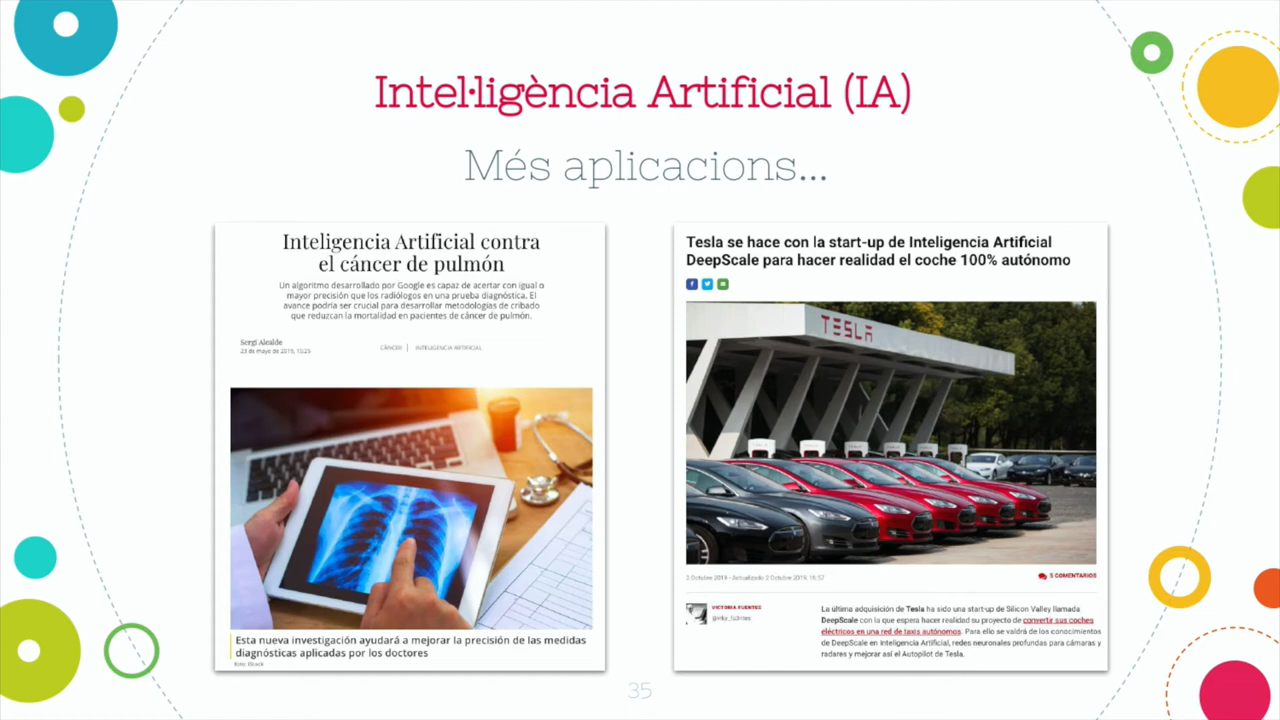 Intel·ligència Artificial (IA)
Més aplicacions...
Inteligencia Artificial contra
el cáncer de pulmón
Un algoritmo desarrollado por Google es capaz de acertar con igual o
mayor precisión que los radiólogos en una prueba diagnóstica. El
avance podría ser crucial para desarrollar metodologías de cribado
que reduzcan la mortalidad en pacientes de cáncer de pulmón.
Sergi Alcalde
23 de mayo de 2019, 10:25
CÁNCER | INTELIGENCIA ARTIFICIAL
Esta nueva investigación ayudará a mejorar la precisión de las medidas
diagnósticas aplicadas por los doctores
Foto: iStock
Tesla se hace con la start-up de Inteligencia Artificial
DeepScale para hacer realidad el coche 100% autónomo
TESLA
2 Octubre 2019 - Actualizado 2 Octubre 2019, 16:57
5 COMENTARIOS
VICTORIA FUENTES
La última adquisición de Tesla ha sido una start-up de Silicon Valley llamada
DeepScale con la que espera hacer realidad su proyecto de convertir sus coches
eléctricos en una red de taxis autónomos. Para ello se valdrá de los conocimientos
de DeepScale en Inteligencia Artificial, redes neuronales profundas para cámaras y
radares y mejorar así el Autopilot de Tesla.
35